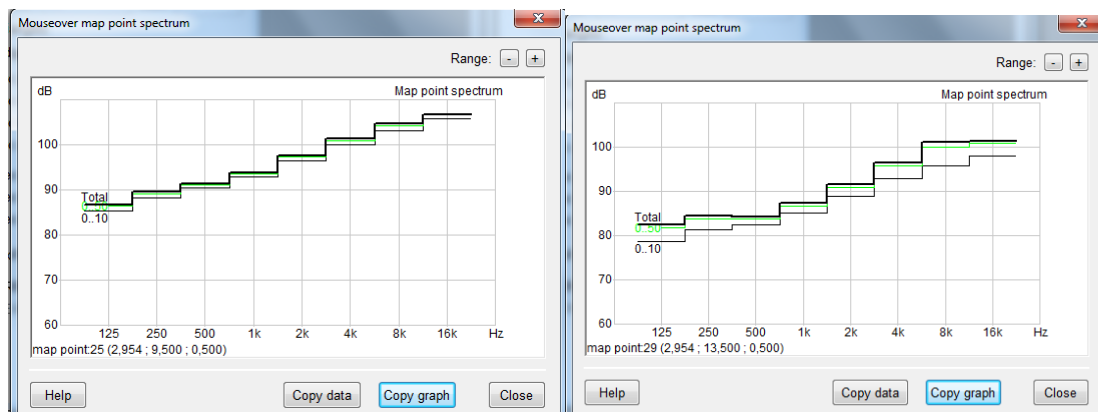 Mouseover map point spectrum
x
Range: - +
dB
Map point spectrum
100
90
Total
0..50
0..10
80
70
60
125 250 500 1k 2k 4k 8k 16k Hz
map point:25 (2,954 ; 9,500 ; 0,500)
Help Copy data Copy graph Close
Mouseover map point spectrum
x
Range: - +
dB
Map point spectrum
100
90
Total
0..50
80
0..10
70
60
125 250 500 1k 2k 4k 8k 16k Hz
map point:29 (2,954 ; 13,500 ; 0,500)
Help Copy data Copy graph Close